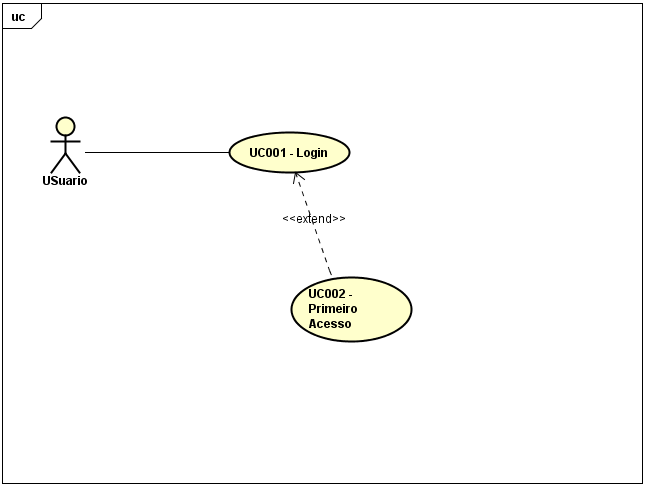 uc
USuario
UC001 - Login
<<extend>>
UC002 -
Primeiro
Acesso